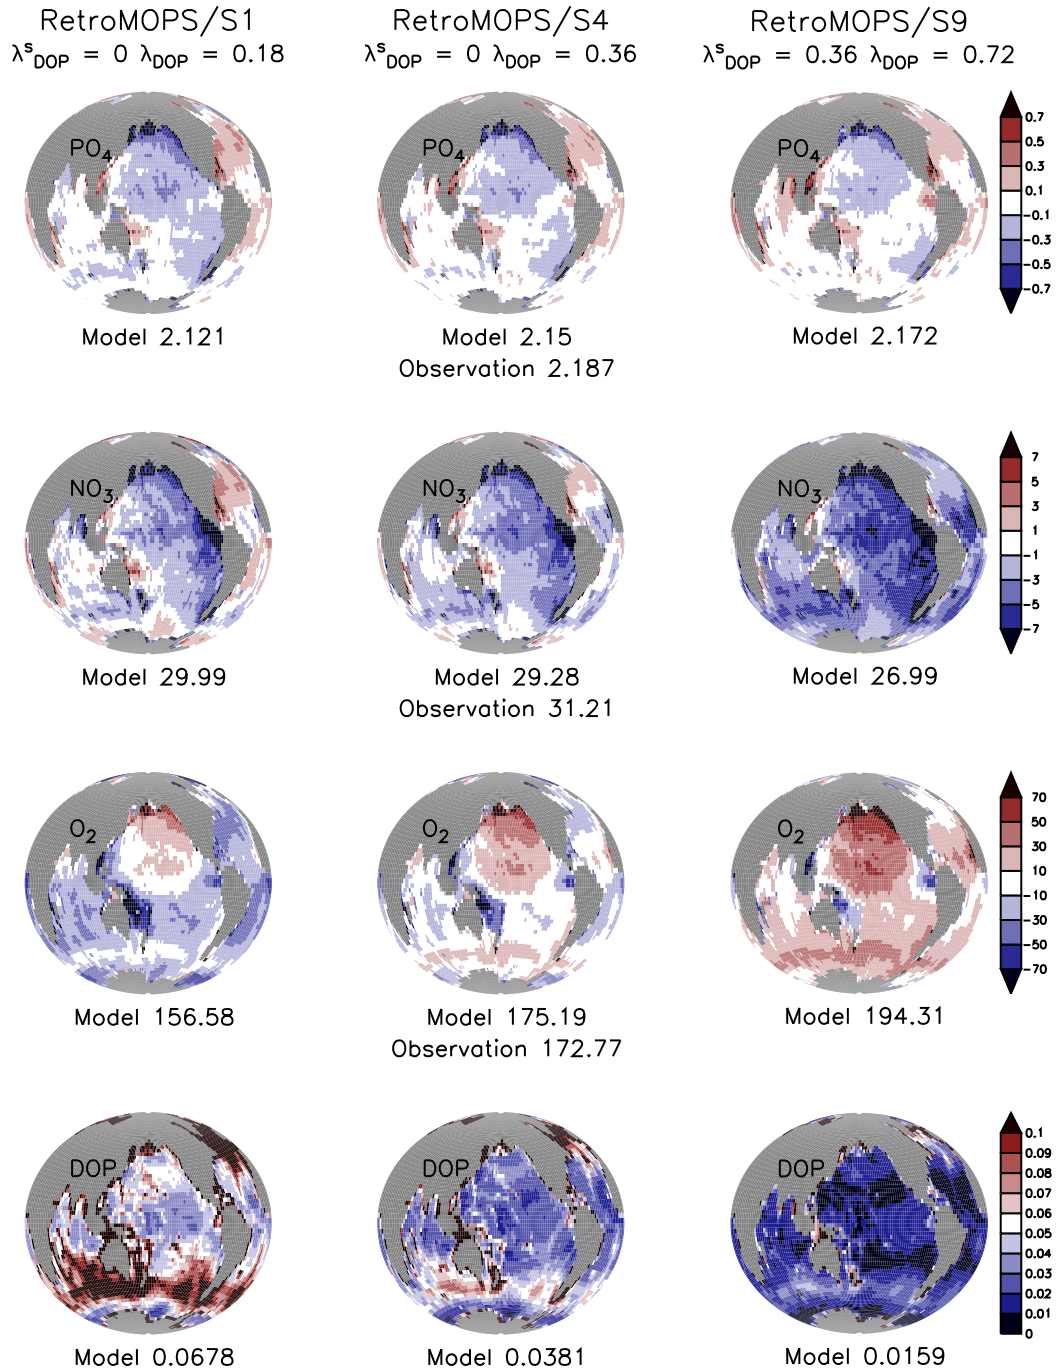 RetroMOPS/S1 RetroMOPS/S4 RetroMOPS/S9
λˢDOP = 0 λDOP = 0.18 λˢDOP = 0 λDOP = 0.36 λˢDOP = 0.36 λDOP = 0.72
PO₄ PO₄ PO₄
0.7
0.5
0.3
0.1
−0.1
−0.3
−0.5
−0.7
Model 2.121 Model 2.15 Model 2.172
Observation 2.187
NO₃ NO₃ NO₃
7
5
3
1
−1
−3
−5
−7
Model 29.99 Model 29.28 Model 26.99
Observation 31.21
O₂ O₂ O₂
70
50
30
10
−10
−30
−50
−70
Model 156.58 Model 175.19 Model 194.31
Observation 172.77
DOP DOP DOP
0.1
0.09
0.08
0.07
0.06
0.05
0.04
0.03
0.02
0.01
0
Model 0.0678 Model 0.0381 Model 0.0159